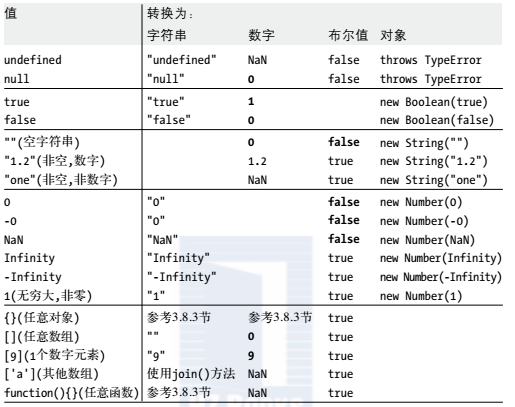 值 转换为:
字符串 数字 布尔值 对象
undefined "undefined" NaN false throws TypeError
null "null" 0 false throws TypeError
true "true" 1 new Boolean(true)
false "false" 0 new Boolean(false)
""(空字符串) 0 false new String("")
"1.2"(非空,数字) 1.2 true new String("1.2")
"one"(非空,非数字) NaN true new String("one")
0 "0" false new Number(0)
-0 "0" false new Number(-0)
NaN "NaN" false new Number(NaN)
Infinity "Infinity" true new Number(Infinity)
-Infinity "-Infinity" true new Number(-Infinity)
1(无穷大,非零) "1" true new Number(1)
{}(任意对象) 参考3.8.3节 参考3.8.3节 true
[](任意数组) "" 0 true
[9](1个数字元素) "9" 9 true
['a'](其他数组) 使用join()方法 NaN true
function(){}(任意函数) 参考3.8.3节 NaN true